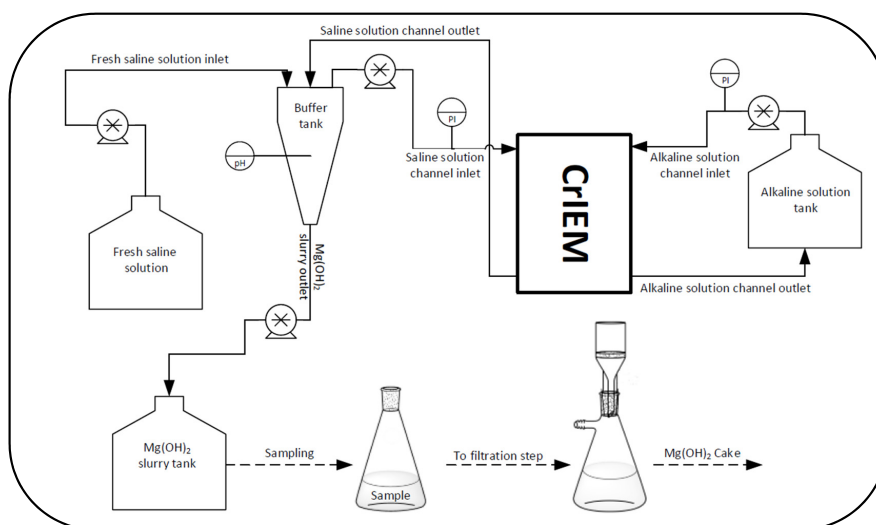 Saline solution channel outlet
Fresh saline solution inlet
Buffer
tank
PI
PI
pH
Saline solution
channel inlet
CrIEM
Alkaline solution
channel inlet
Alkaline solution
tank
Fresh saline
solution
Mg(OH)₂
slurry outlet
Alkaline solution channel outlet
Mg(OH)₂
slurry tank
Sampling
Sample
To filtration step
Mg(OH)₂ Cake